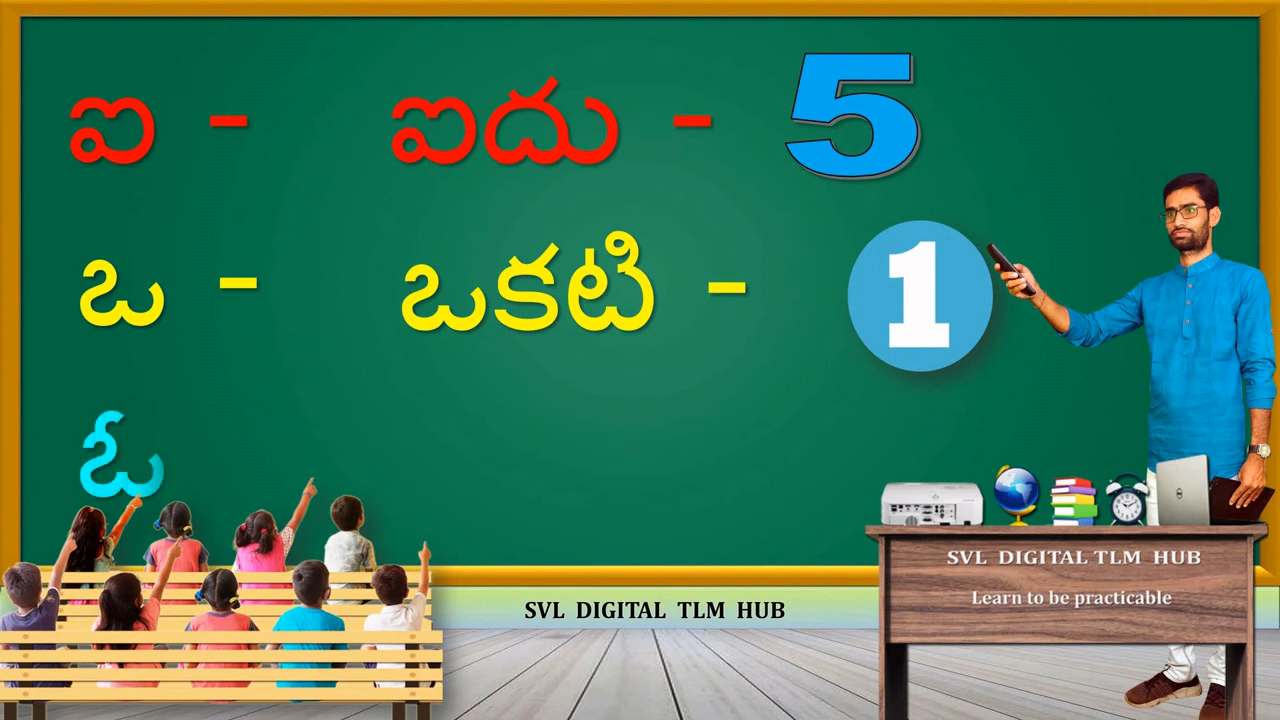 ఐ - ఐదు - 5
ఒ - ఒకటి - 1
ఓ
SVL DIGITAL TLM HUB
Learn to be practicable
SVL DIGITAL TLM HUB